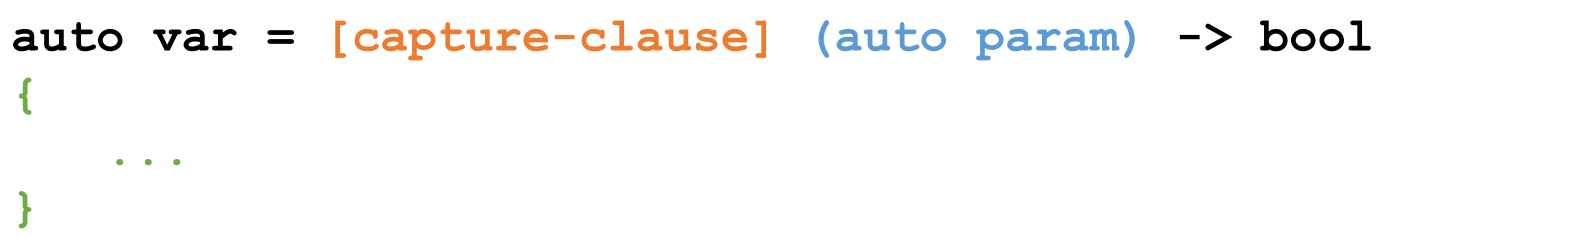 auto var = [capture-clause] (auto param) -> bool
{
    ...
}